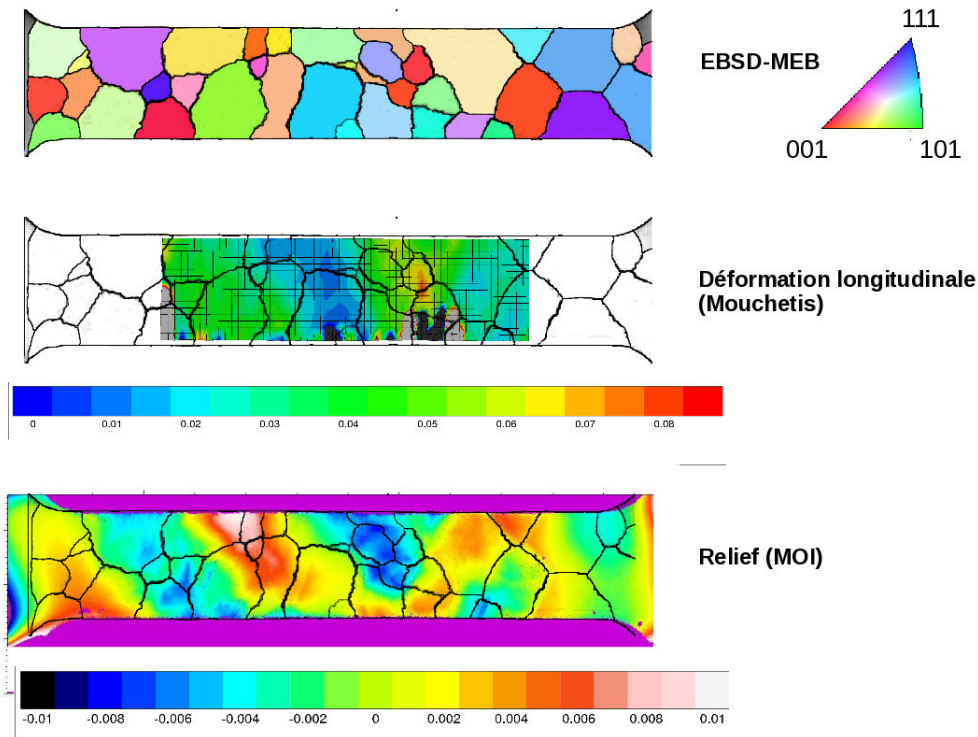 111
EBSD-MEB
001 101
Déformation longitudinale
(Mouchetis)
0 0.01 0.02 0.03 0.04 0.05 0.06 0.07 0.08
Relief (MOI)
-0.01 -0.008 -0.006 -0.004 -0.002 0 0.002 0.004 0.006 0.008 0.01